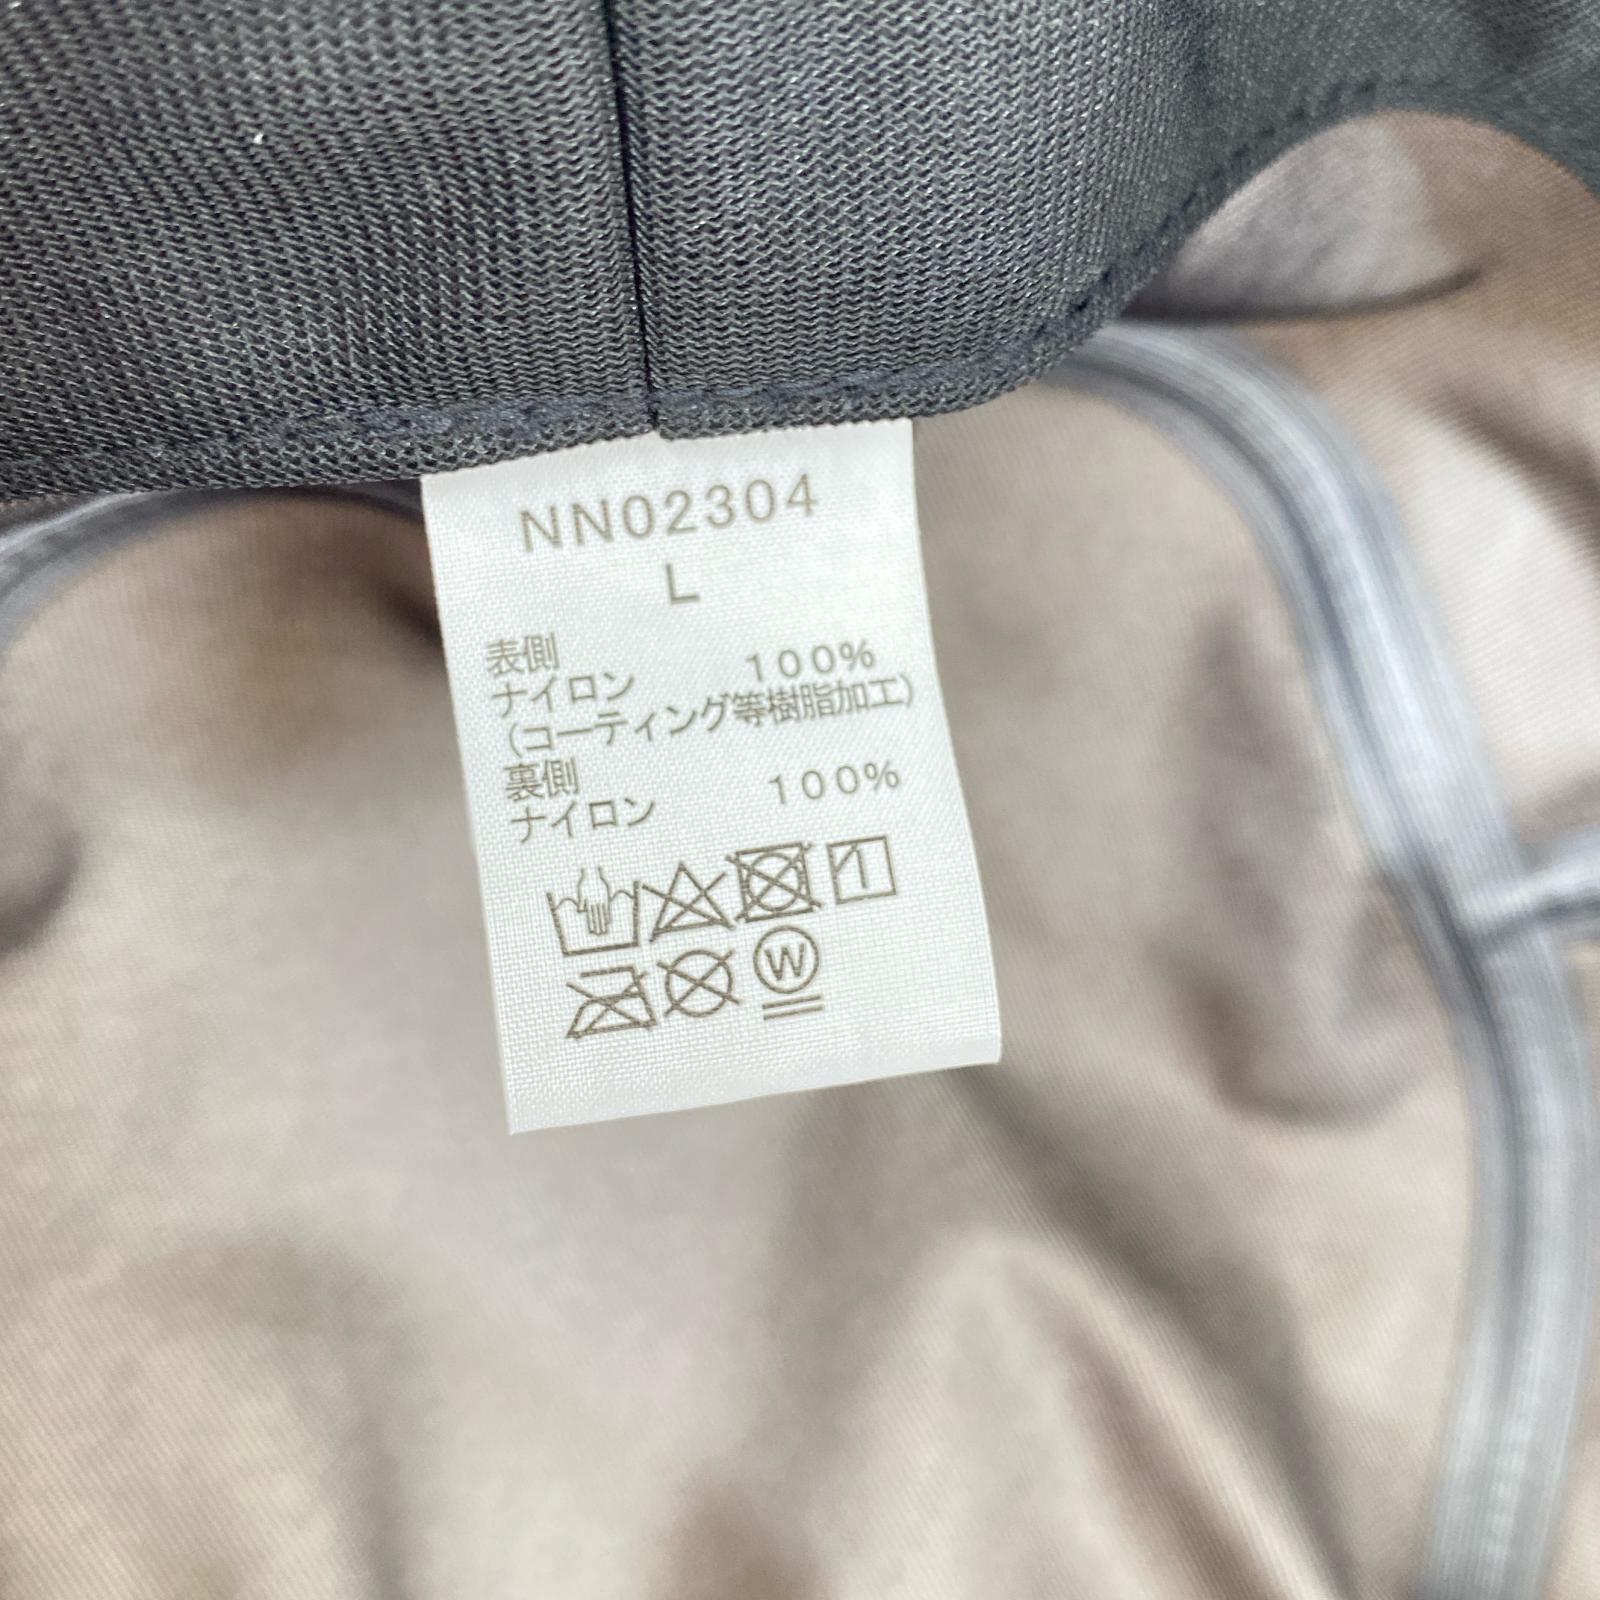 NN02304
L
表側
ナイロン 100%
(コーティング等樹脂加工)
裏側
ナイロン 100%
W